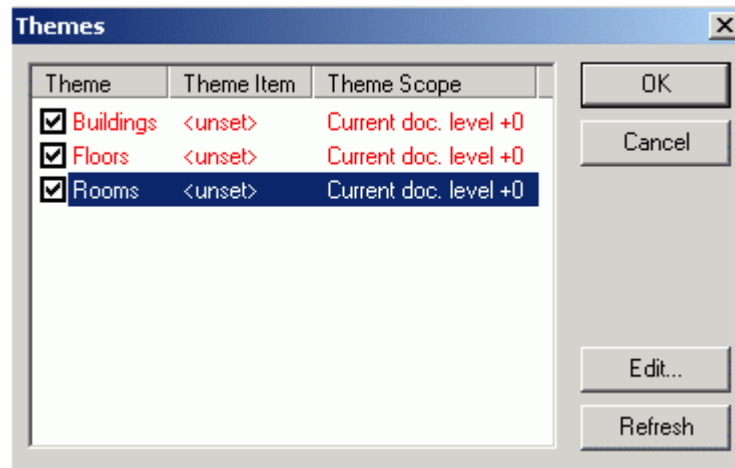 Themes
Theme Theme Item Theme Scope
Buildings <unset> Current doc. level +0
Floors <unset> Current doc. level +0
Rooms <unset> Current doc. level +0
OK
Cancel
Edit...
Refresh